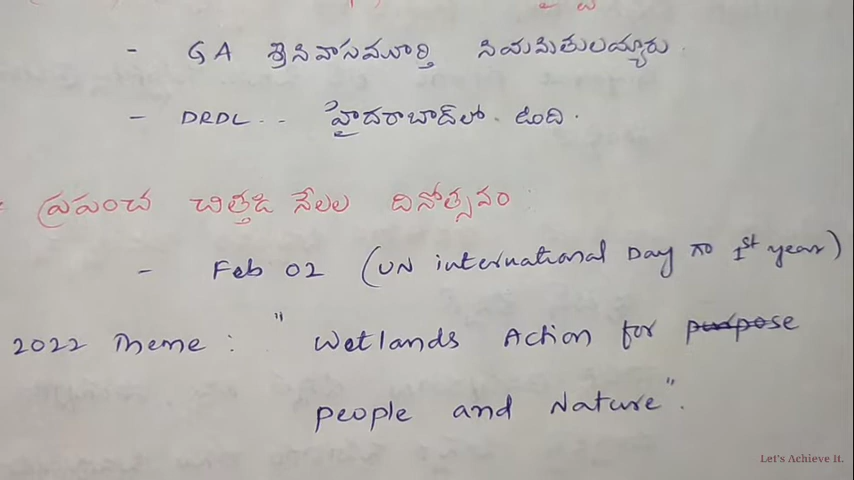 - GA శ్రీనివాసమూర్తి నియమితులయ్యారు.
- DRDL.. - హైదరాబాద్‌లో. ఉంది.
ప్రపంచ చిత్తడి నేలల దినోత్సవం:
- Feb 02 (UN international Day గా 1st year)
2022 Theme : " Wetlands Action for purpose
people and Nature".
Let's Achieve It.